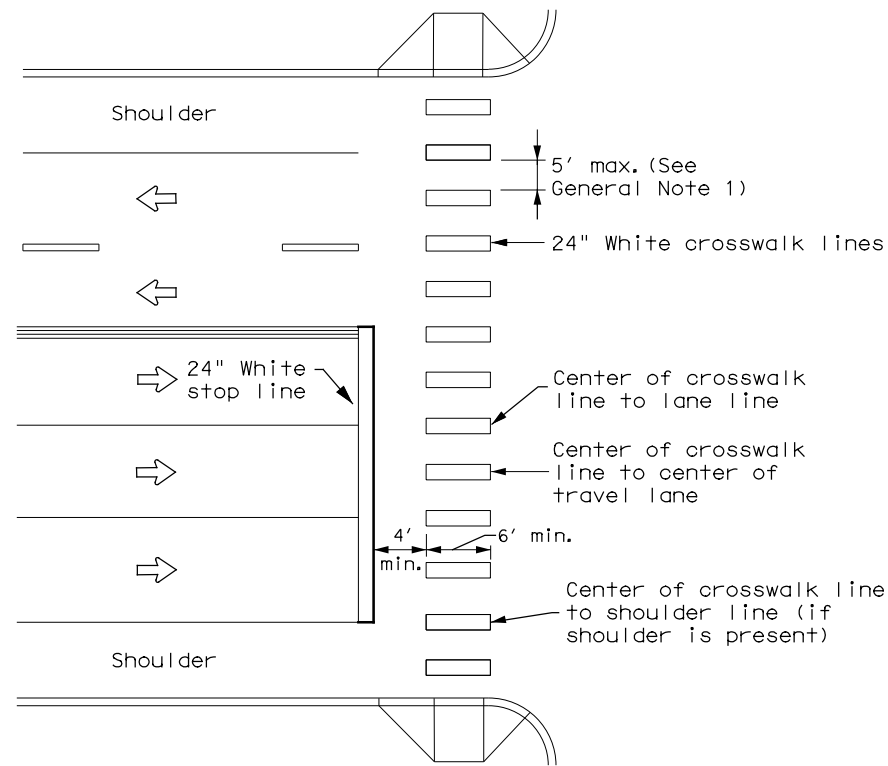 Shoulder
5' max. (See
General Note 1)
24" White crosswalk lines
24" White
stop line
Center of crosswalk
line to lane line
Center of crosswalk
line to center of
travel lane
4'
min.
6' min.
Center of crosswalk line
to shoulder line (if
shoulder is present)
Shoulder